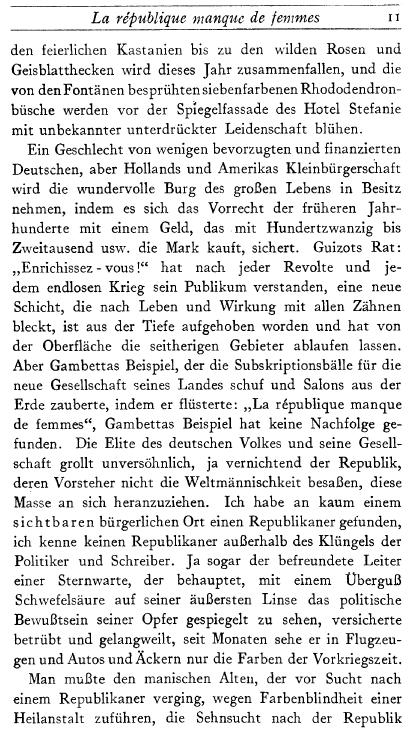 La république manque de femmes 11
den feierlichen Kastanien bis zu den wilden Rosen und
Geisblatthecken wird dieses Jahr zusammenfallen, und die
von den Fontänen besprühten siebenfarbenen Rhododendron-
büsche werden vor der Spiegelfassade des Hotel Stefanie
mit unbekannter unterdrückter Leidenschaft blühen.
Ein Geschlecht von wenigen bevorzugten und finanzierten
Deutschen, aber Hollands und Amerikas Kleinbürgerschaft
wird die wundervolle Burg des großen Lebens in Besitz
nehmen, indem es sich das Vorrecht der früheren Jahr-
hunderte mit einem Geld, das mit Hundertzwanzig bis
Zweitausend usw. die Mark kauft, sichert. Guizots Rat:
„Enrichissez - vous!“ hat nach jeder Revolte und je-
dem endlosen Krieg sein Publikum verstanden, eine neue
Schicht, die nach Leben und Wirkung mit allen Zähnen
bleckt, ist aus der Tiefe aufgehoben worden und hat von
der Oberfläche die seitherigen Gebieter ablaufen lassen.
Aber Gambettas Beispiel, der die Subskriptionsbälle für die
neue Gesellschaft seines Landes schuf und Salons aus der
Erde zauberte, indem er flüsterte: „La république manque
de femmes“, Gambettas Beispiel hat keine Nachfolge ge-
funden. Die Elite des deutschen Volkes und seine Gesell-
schaft grollt unversöhnlich, ja vernichtend der Republik,
deren Vorsteher nicht die Weltmännischkeit besaßen, diese
Masse an sich heranzuziehen. Ich habe an kaum einem
sichtbaren bürgerlichen Ort einen Republikaner gefunden,
ich kenne keinen Republikaner außerhalb des Klüngels der
Politiker und Schreiber. Ja sogar der befreundete Leiter
einer Sternwarte, der behauptet, mit einem Überguß
Schwefelsäure auf seiner äußersten Linse das politische
Bewußtsein seiner Opfer gespiegelt zu sehen, versicherte
betrübt und gelangweilt, seit Monaten sehe er in Flugzeu-
gen und Autos und Äckern nur die Farben der Vorkriegszeit.
Man mußte den manischen Alten, der vor Sucht nach
einem Republikaner verging, wegen Farbenblindheit einer
Heilanstalt zuführen, die Sehnsucht nach der Republik